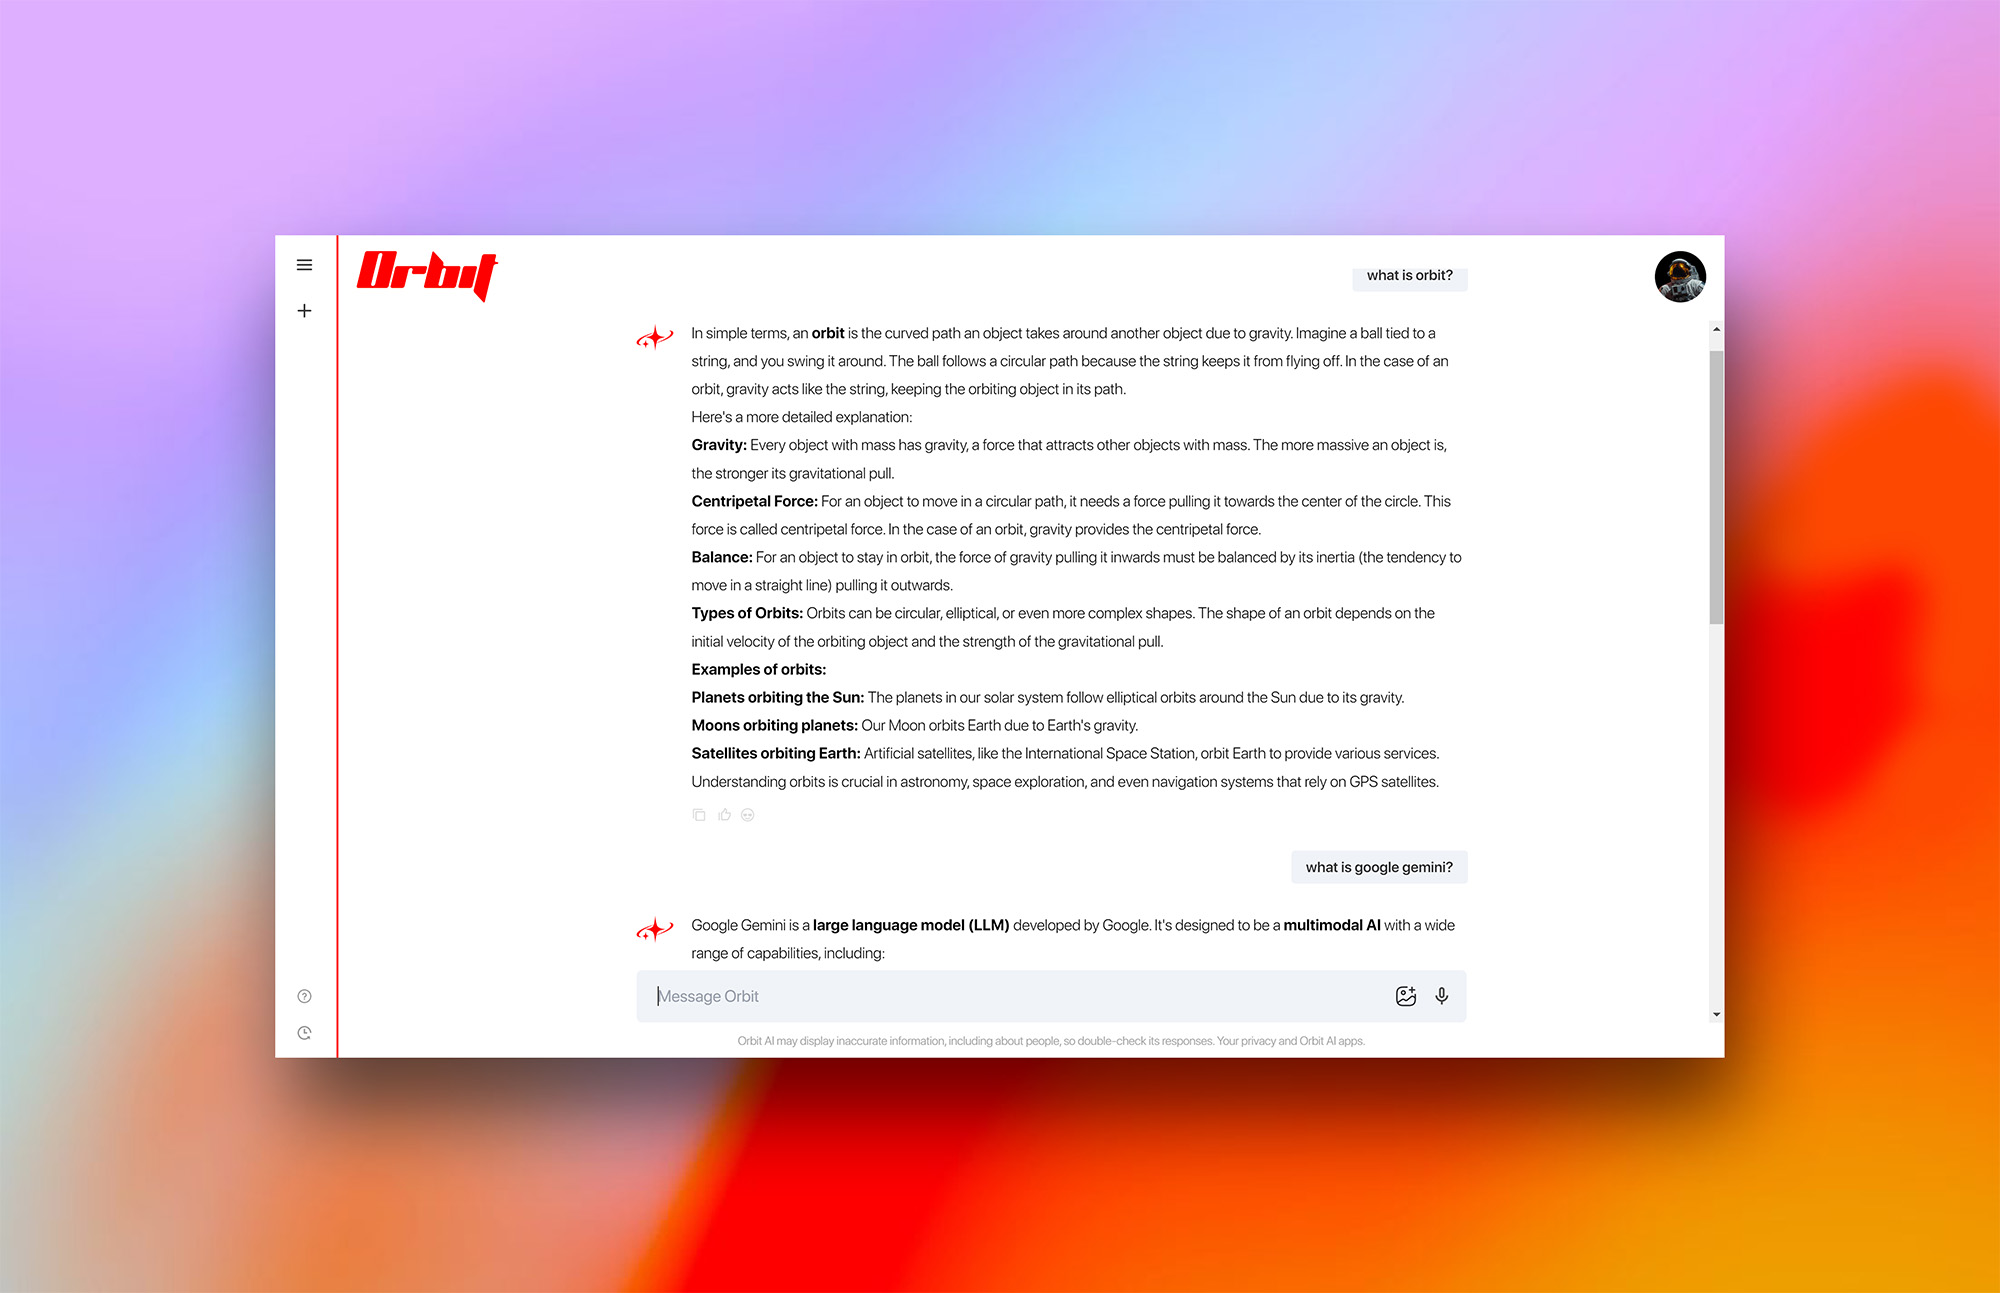 Orbit
what is orbit?
In simple terms, an orbit is the curved path an object takes around another object due to gravity. Imagine a ball tied to a
string, and you swing it around. The ball follows a circular path because the string keeps it from flying off. In the case of an
orbit, gravity acts like the string, keeping the orbiting object in its path.
Here's a more detailed explanation:
Gravity: Every object with mass has gravity, a force that attracts other objects with mass. The more massive an object is,
the stronger its gravitational pull.
Centripetal Force: For an object to move in a circular path, it needs a force pulling it towards the center of the circle. This
force is called centripetal force. In the case of an orbit, gravity provides the centripetal force.
Balance: For an object to stay in orbit, the force of gravity pulling it inwards must be balanced by its inertia (the tendency to
move in a straight line) pulling it outwards.
Types of Orbits: Orbits can be circular, elliptical, or even more complex shapes. The shape of an orbit depends on the
initial velocity of the orbiting object and the strength of the gravitational pull.
Examples of orbits:
Planets orbiting the Sun: The planets in our solar system follow elliptical orbits around the Sun due to its gravity.
Moons orbiting planets: Our Moon orbits Earth due to Earth's gravity.
Satellites orbiting Earth: Artificial satellites, like the International Space Station, orbit Earth to provide various services.
Understanding orbits is crucial in astronomy, space exploration, and even navigation systems that rely on GPS satellites.
what is google gemini?
Google Gemini is a large language model (LLM) developed by Google. It's designed to be a multimodal AI with a wide
range of capabilities, including:
Message Orbit
Orbit AI may display inaccurate information, including about people, so double-check its responses. Your privacy and Orbit AI apps.